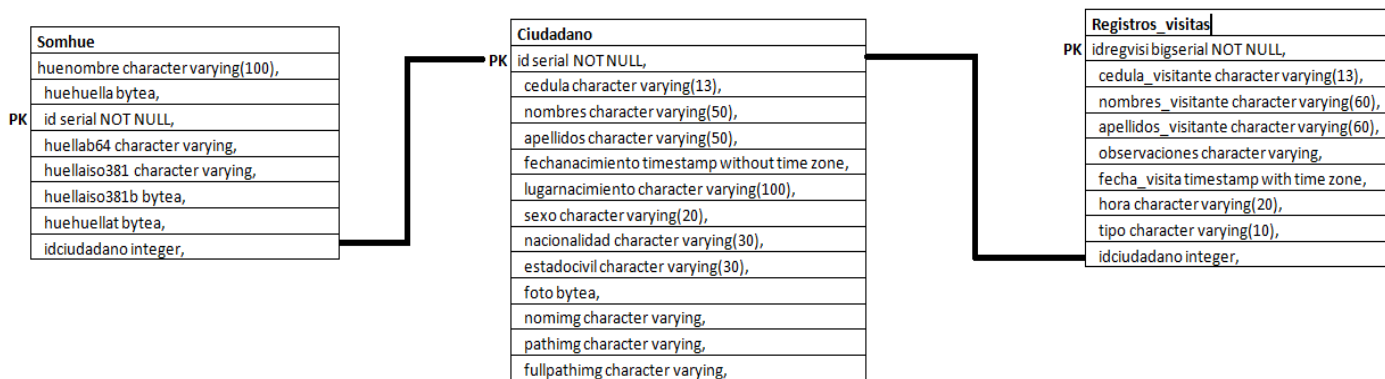 Somhue
huenombre character varying(100),
huehuella bytea,
PK id serial NOT NULL,
huellab64 character varying,
huellaiso381 character varying,
huellaiso381b bytea,
huehuellat bytea,
idciudadano integer,
Ciudadano
PK id serial NOT NULL,
cedula character varying(13),
nombres character varying(50),
apellidos character varying(50),
fechanacimiento timestamp without time zone,
lugarnacimiento character varying(100),
sexo character varying(20),
nacionalidad character varying(30),
estadocivil character varying(30),
foto bytea,
nomimg character varying,
pathimg character varying,
fullpathimg character varying,
Registros_visitas
PK idregvisi bigserial NOT NULL,
cedula_visitante character varying(13),
nombres_visitante character varying(60),
apellidos_visitante character varying(60),
observaciones character varying,
fecha_visita timestamp with time zone,
hora character varying(20),
tipo character varying(10),
idciudadano integer,